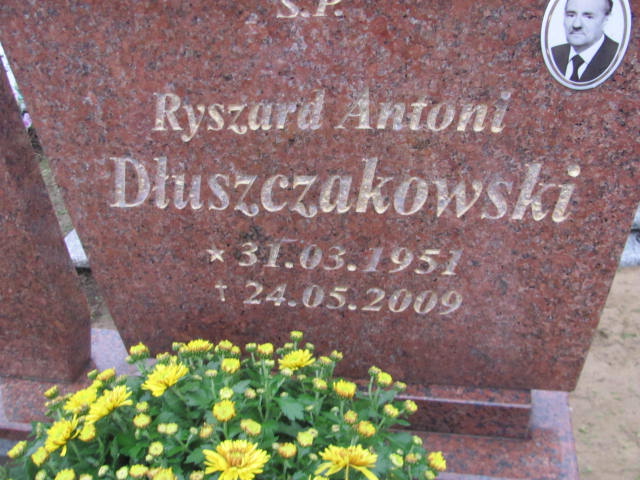 Ś.P.
Ryszard Antoni
Dłuszczakowski
* 31.03.1951
† 24.05.2009